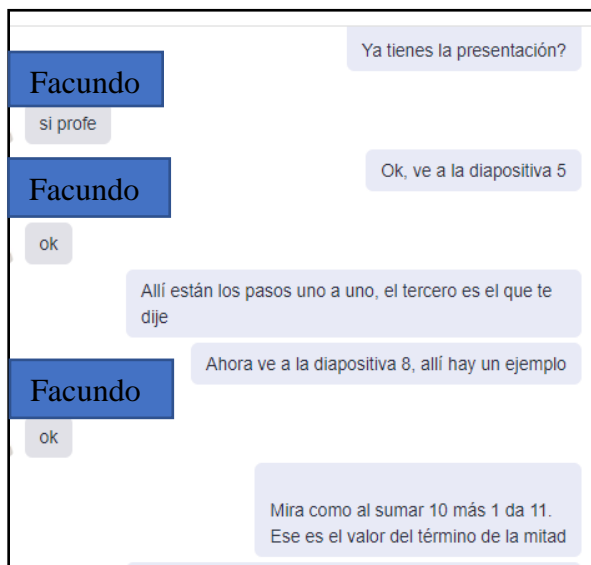 Ya tienes la presentación?
Facundo
si profe
Ok, ve a la diapositiva 5
Facundo
ok
Allí están los pasos uno a uno, el tercero es el que te
dije
Ahora ve a la diapositiva 8, allí hay un ejemplo
Facundo
ok
Mira como al sumar 10 más 1 da 11.
Ese es el valor del término de la mitad